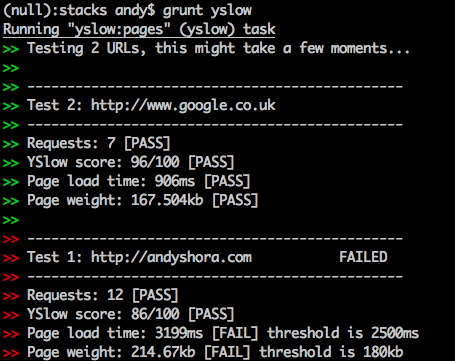 (null):stacks andy$ grunt yslow
Running "yslow:pages" (yslow) task
>> Testing 2 URLs, this might take a few moments...
>>
>> ------------------------------------------------
>> Test 2: http://www.google.co.uk
>> ------------------------------------------------
>> Requests: 7 [PASS]
>> YSlow score: 96/100 [PASS]
>> Page load time: 906ms [PASS]
>> Page weight: 167.504kb [PASS]
>>
>> ------------------------------------------------
>> Test 1: http://andyshora.com           FAILED
>> ------------------------------------------------
>> Requests: 12 [PASS]
>> YSlow score: 86/100 [PASS]
>> Page load time: 3199ms [FAIL] threshold is 2500ms
>> Page weight: 214.67kb [FAIL] threshold is 180kb